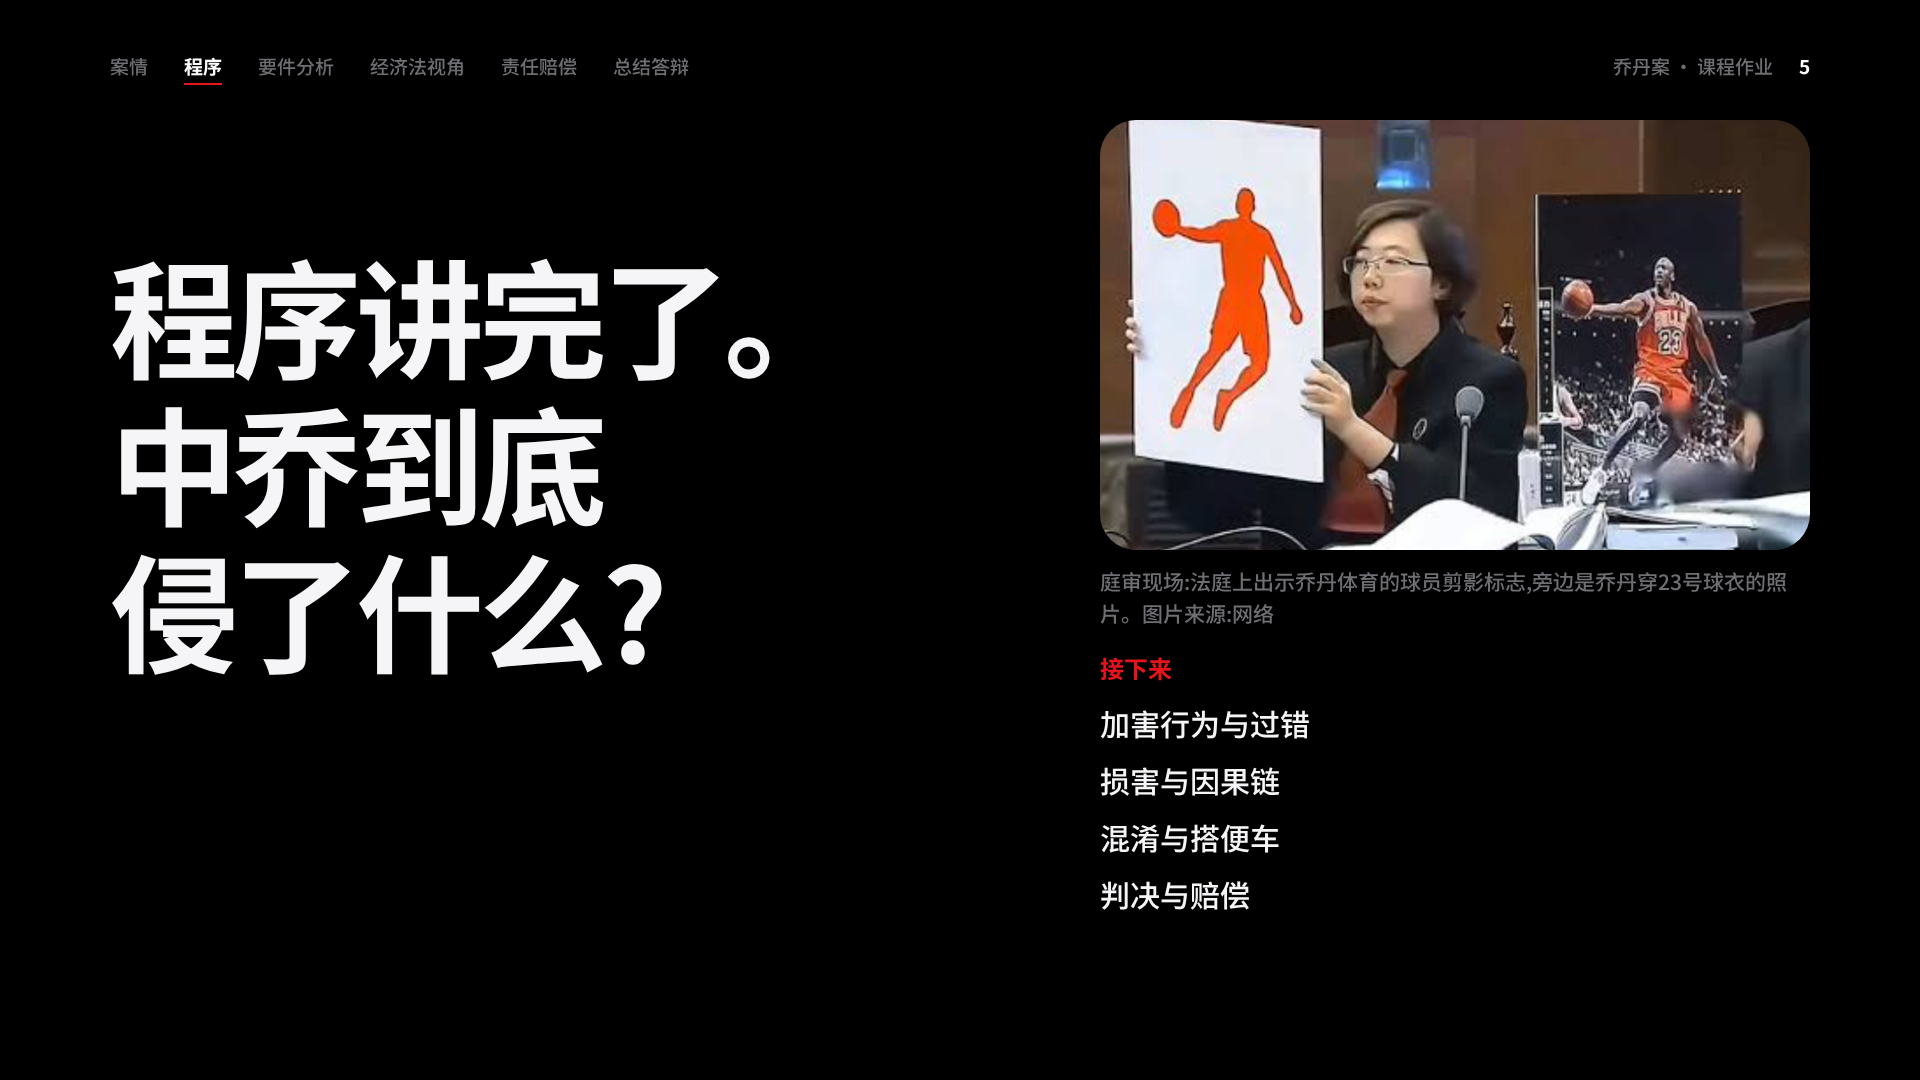 案情 程序 要件分析 经济法视角 责任赔偿 总结答辩
乔丹案 · 课程作业 5
程序讲完了。
中乔到底
侵了什么?
BULLS
23
庭审现场:法庭上出示乔丹体育的球员剪影标志,旁边是乔丹穿23号球衣的照
片。图片来源:网络
接下来
加害行为与过错
损害与因果链
混淆与搭便车
判决与赔偿